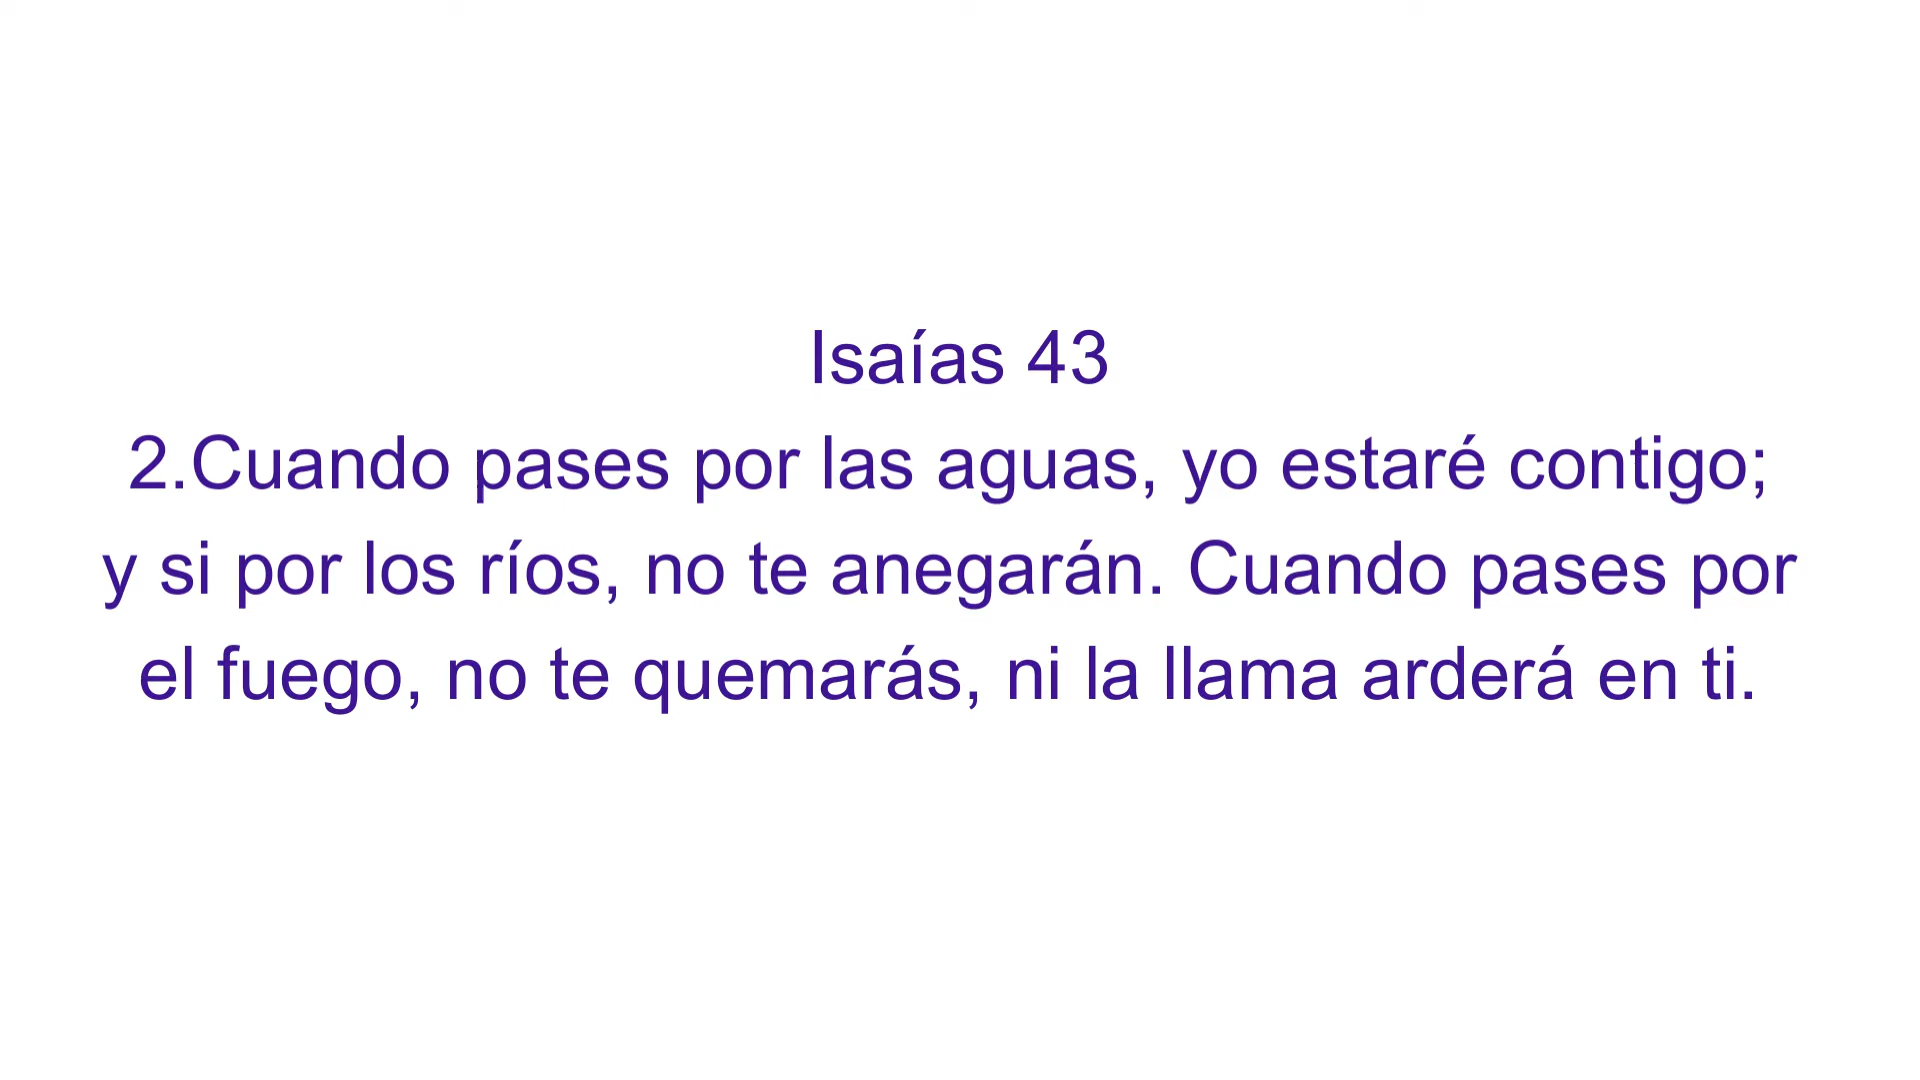 Isaías 43
2.Cuando pases por las aguas, yo estaré contigo;
y si por los ríos, no te anegarán. Cuando pases por
el fuego, no te quemarás, ni la llama arderá en ti.